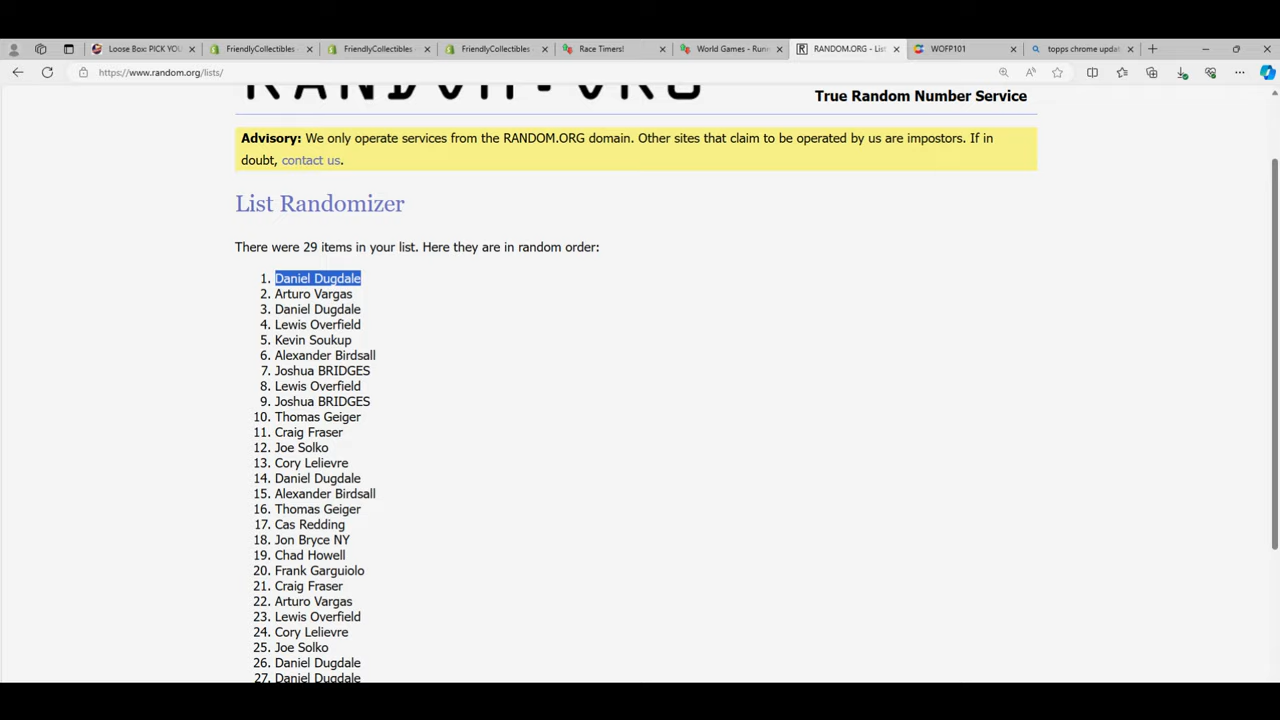 Loose Box: PICK YOU
FriendlyCollectibles -
FriendlyCollectibles -
FriendlyCollectibles -
Race Timers!
World Games - Runn
RANDOM.ORG - List
WOFP101
topps chrome updat
https://www.random.org/lists/
RANDOM.ORG
True Random Number Service
Advisory: We only operate services from the RANDOM.ORG domain. Other sites that claim to be operated by us are impostors. If in
doubt, contact us.
List Randomizer
There were 29 items in your list. Here they are in random order:
1. Daniel Dugdale
2. Arturo Vargas
3. Daniel Dugdale
4. Lewis Overfield
5. Kevin Soukup
6. Alexander Birdsall
7. Joshua BRIDGES
8. Lewis Overfield
9. Joshua BRIDGES
10. Thomas Geiger
11. Craig Fraser
12. Joe Solko
13. Cory Lelievre
14. Daniel Dugdale
15. Alexander Birdsall
16. Thomas Geiger
17. Cas Redding
18. Jon Bryce NY
19. Chad Howell
20. Frank Garguiolo
21. Craig Fraser
22. Arturo Vargas
23. Lewis Overfield
24. Cory Lelievre
25. Joe Solko
26. Daniel Dugdale
27. Daniel Dugdale